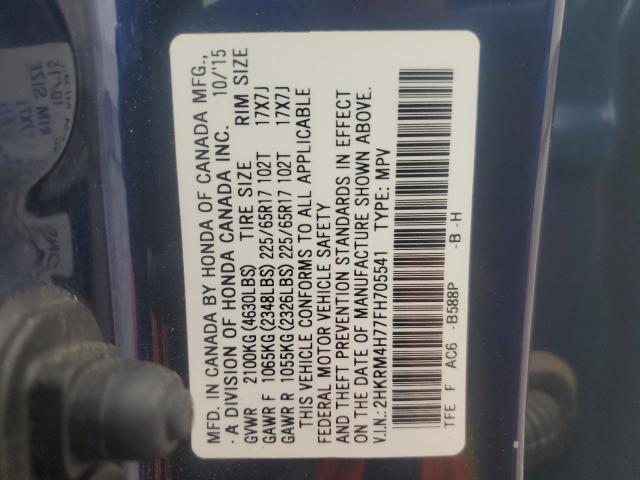 MFD. IN CANADA BY HONDA OF CANADA MFG.,
A DIVISION OF HONDA CANADA INC. 10/'15
GVWR 2100KG (4630LBS) TIRE SIZE RIM SIZE
GAWR F 1065KG (2348LBS) 225/65R17 102T 17X7J
GAWR R 1055KG (2326LBS) 225/65R17 102T 17X7J
THIS VEHICLE CONFORMS TO ALL APPLICABLE
FEDERAL MOTOR VEHICLE SAFETY
AND THEFT PREVENTION STANDARDS IN EFFECT
ON THE DATE OF MANUFACTURE SHOWN ABOVE.
V.I.N.: 2HKRM4H77FH705541 TYPE: MPV
TFE F AC6 -B588P -B -H